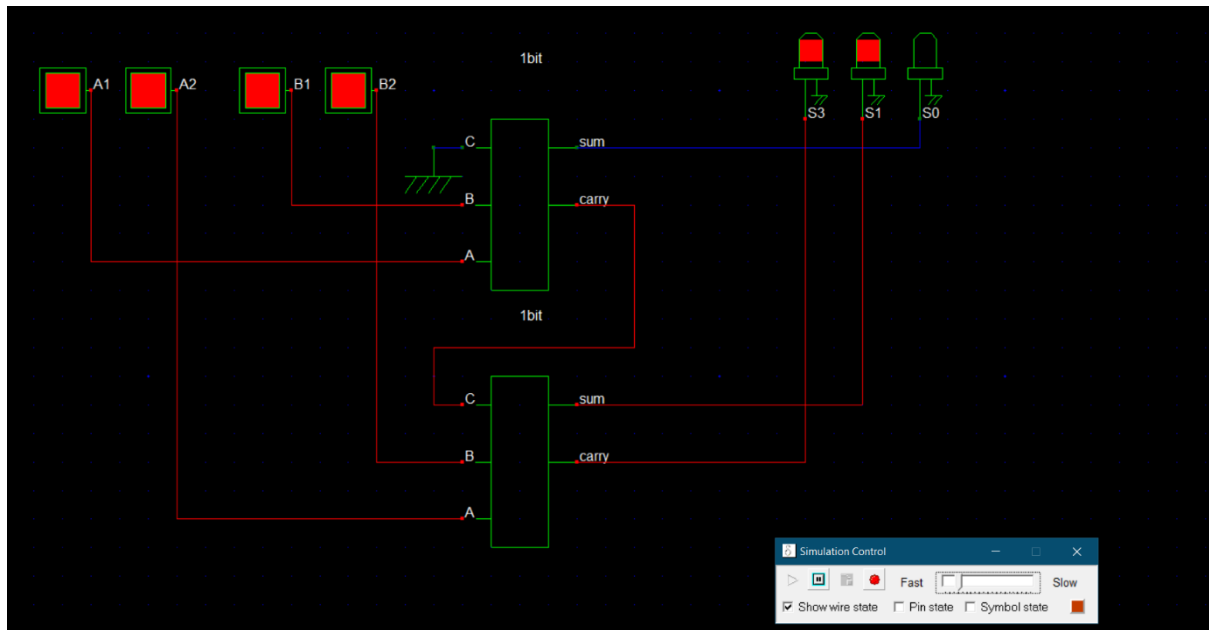 1bit
A1 A2 B1 B2
S3 S1 S0
C sum
B carry
A
1bit
C sum
B carry
A
Simulation Control
Fast Slow
Show wire state Pin state Symbol state